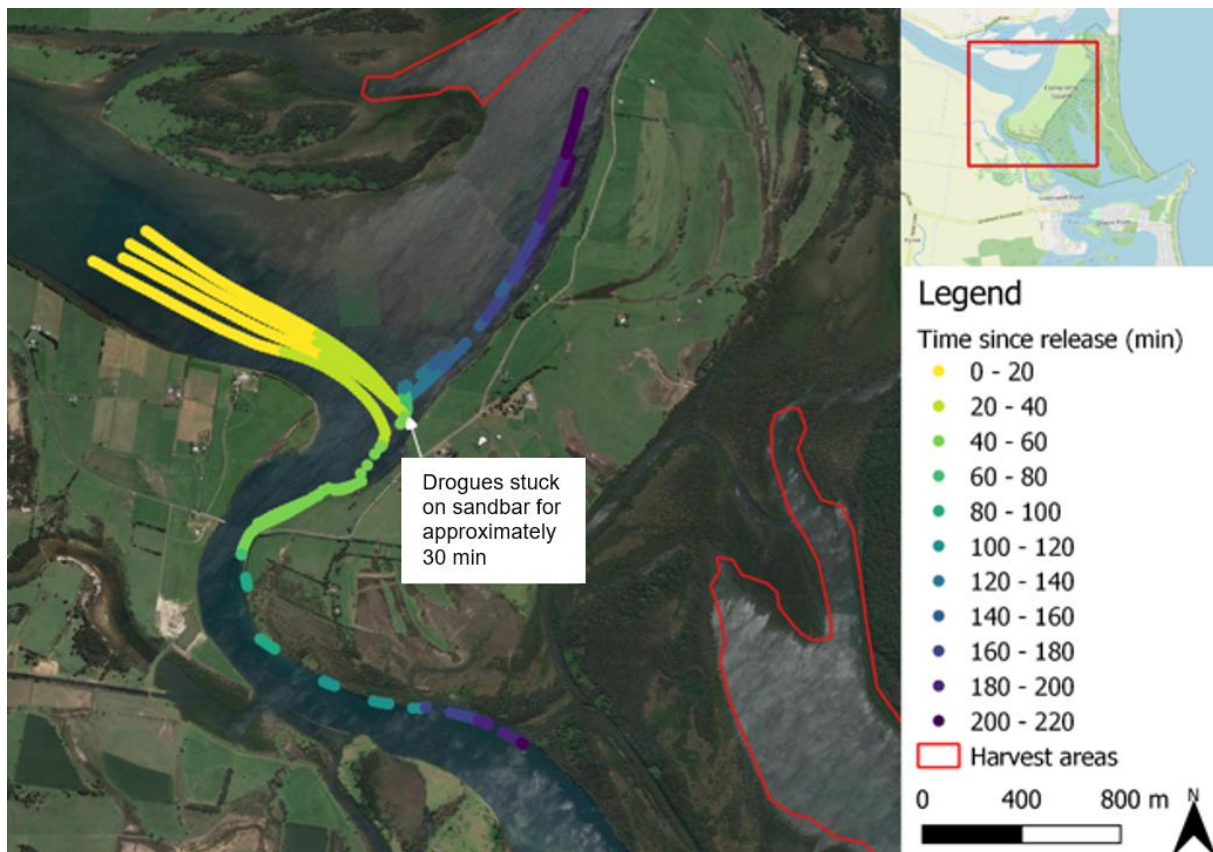 Drogues stuck
on sandbar for
approximately
30 min
Legend
Time since release (min)
0 - 20
20 - 40
40 - 60
60 - 80
80 - 100
100 - 120
120 - 140
140 - 160
160 - 180
180 - 200
200 - 220
Harvest areas
0 400 800 m
N